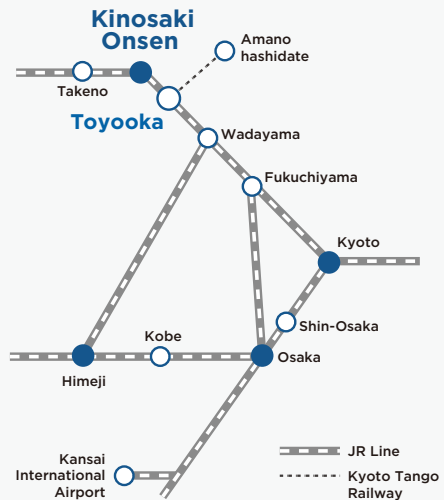 Kinosaki
Onsen
Amano
hashidate
Takeno
Toyooka
Wadayama
Fukuchiyama
Kyoto
Shin-Osaka
Kobe
Osaka
Himeji
JR Line
Kansai
International
Airport
Kyoto Tango
Railway